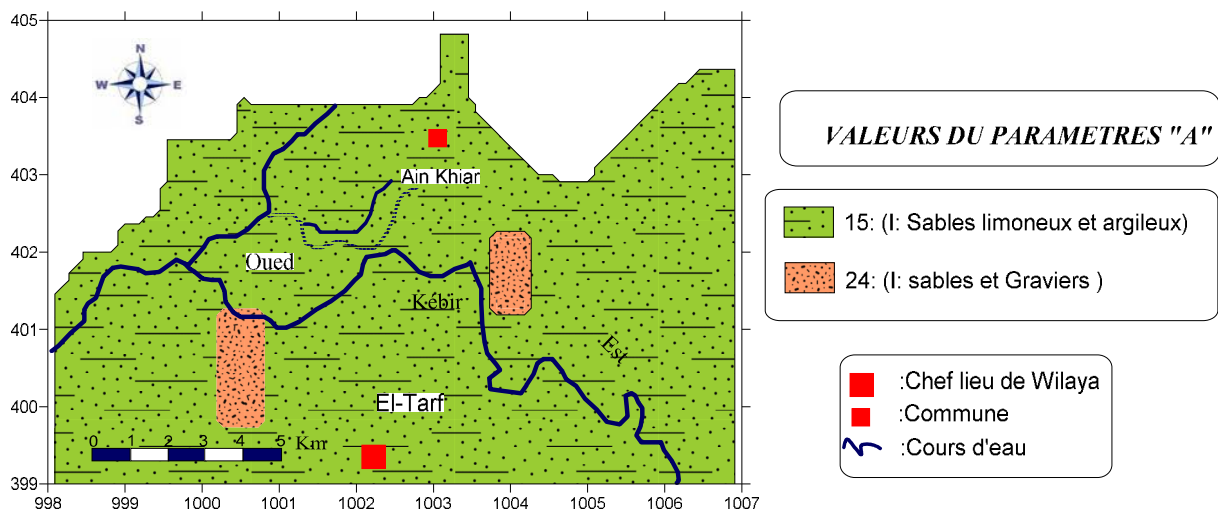 405
404
403
402
401
400
399
998
999
1000
1001
1002
1003
1004
1005
1006
1007
N
W
E
S
Ain Khiar
Oued
Kébir
Est
El-Tarf
0 1 2 3 4 5 Km
VALEURS DU PARAMETRES "A"
15: (I: Sables limoneux et argileux)
24: (I: sables et Graviers )
:Chef lieu de Wilaya
:Commune
:Cours d'eau